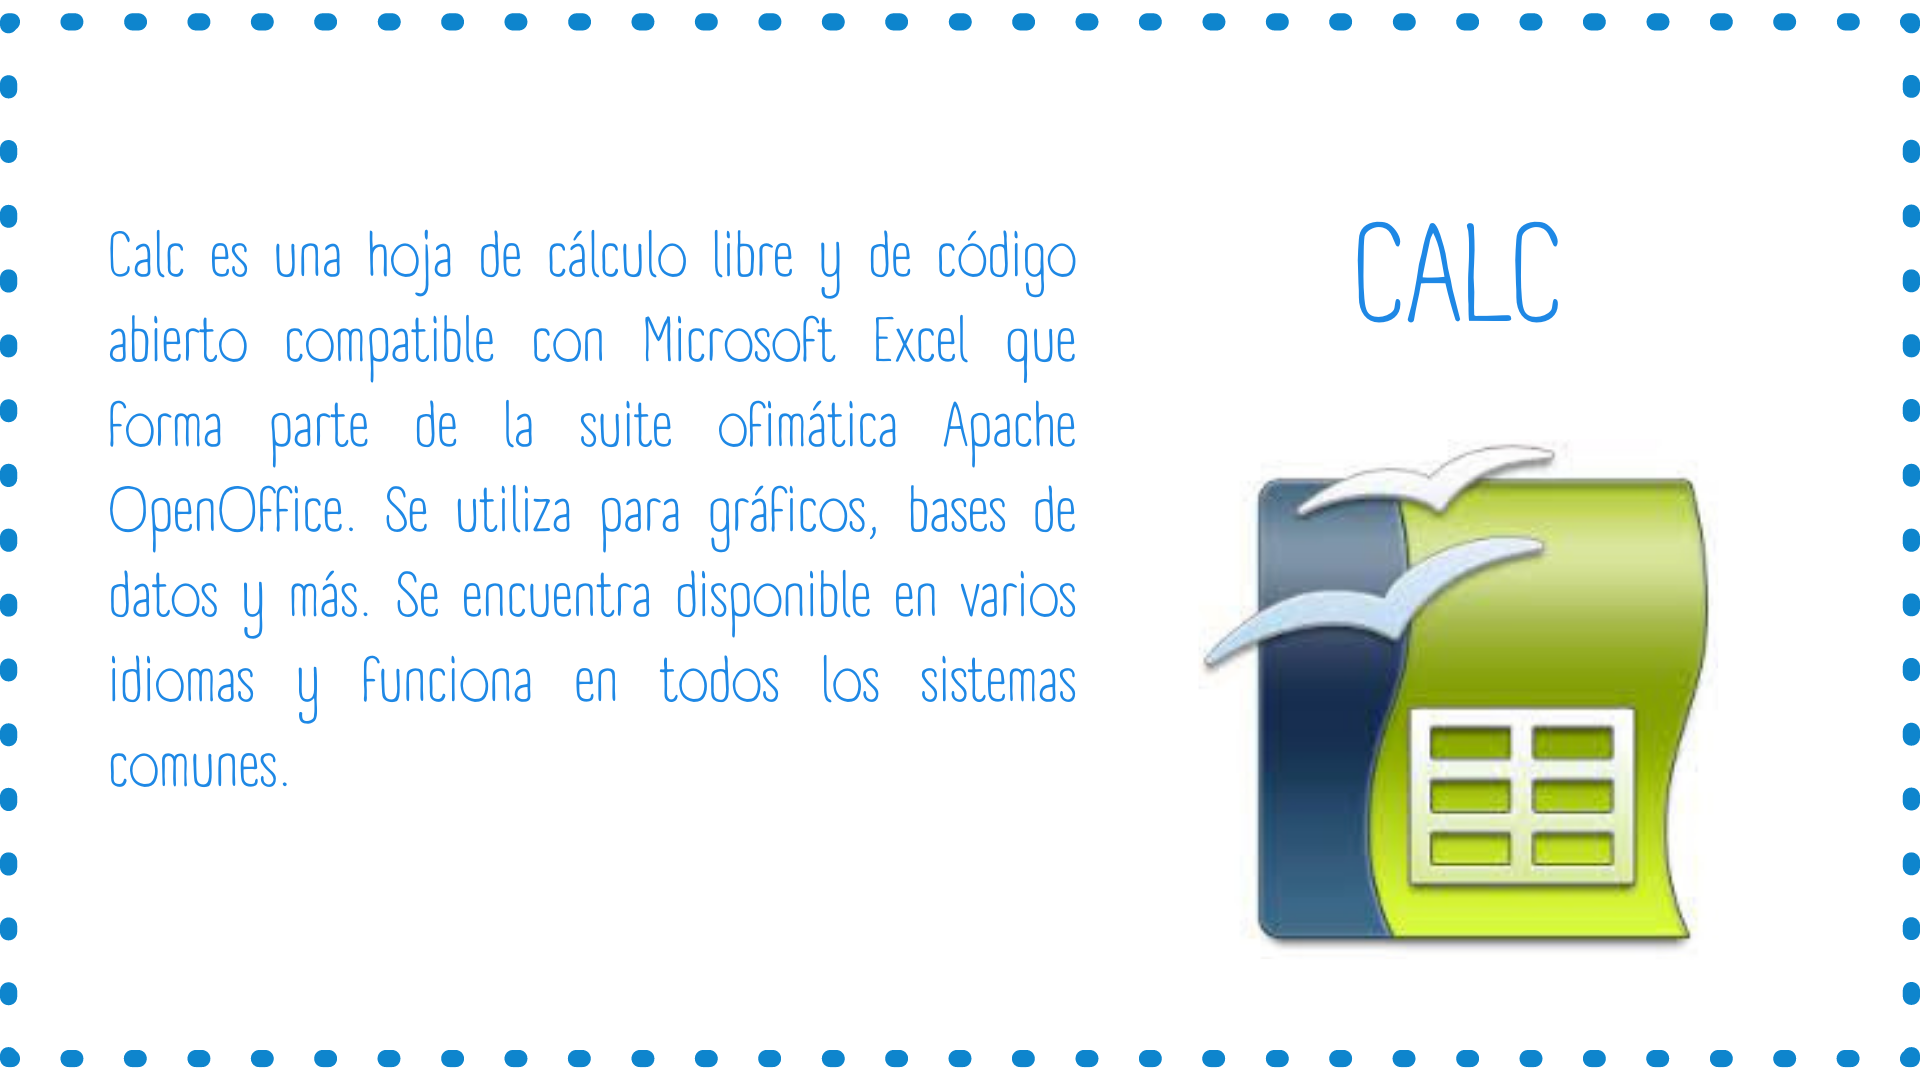 Calc es una hoja de cálculo libre y de código
abierto compatible con Microsoft Excel que
forma parte de la suite ofimática Apache
OpenOffice. Se utiliza para gráficos, bases de
datos y más. Se encuentra disponible en varios
idiomas y funciona en todos los sistemas
comunes.
CALC